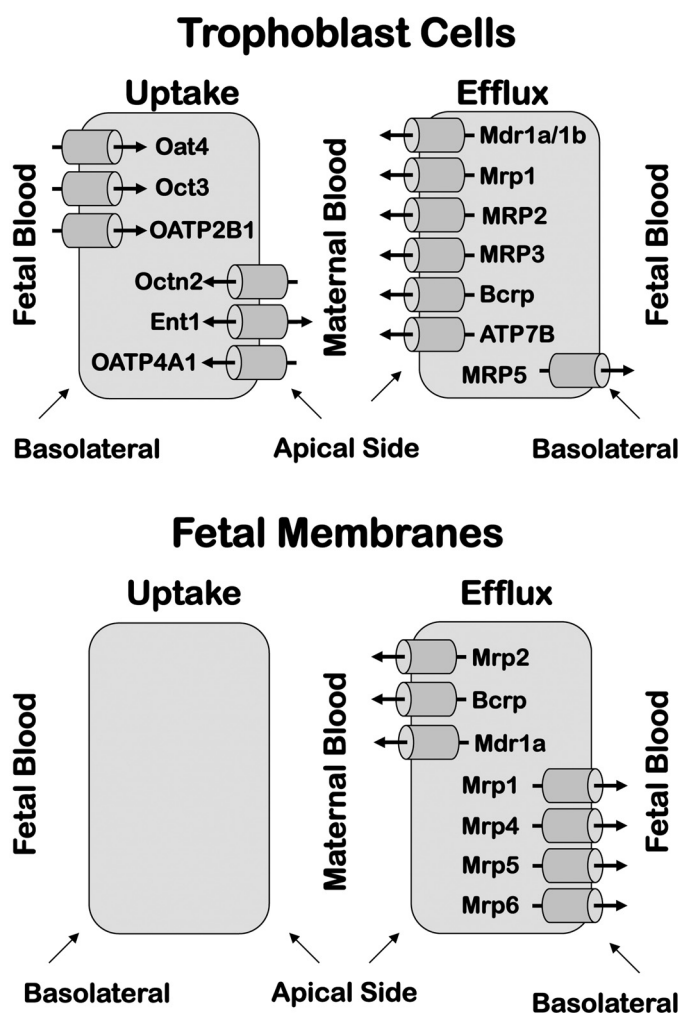 Trophoblast Cells
Uptake
Efflux
Fetal Blood
Oat4
Oct3
OATP2B1
Octn2
Ent1
OATP4A1
Maternal Blood
Mdr1a/1b
Mrp1
MRP2
MRP3
Bcrp
ATP7B
MRP5
Fetal Blood
Basolateral
Apical Side
Basolateral
Fetal Membranes
Uptake
Efflux
Fetal Blood
Maternal Blood
Mrp2
Bcrp
Mdr1a
Mrp1
Mrp4
Mrp5
Mrp6
Fetal Blood
Basolateral
Apical Side
Basolateral